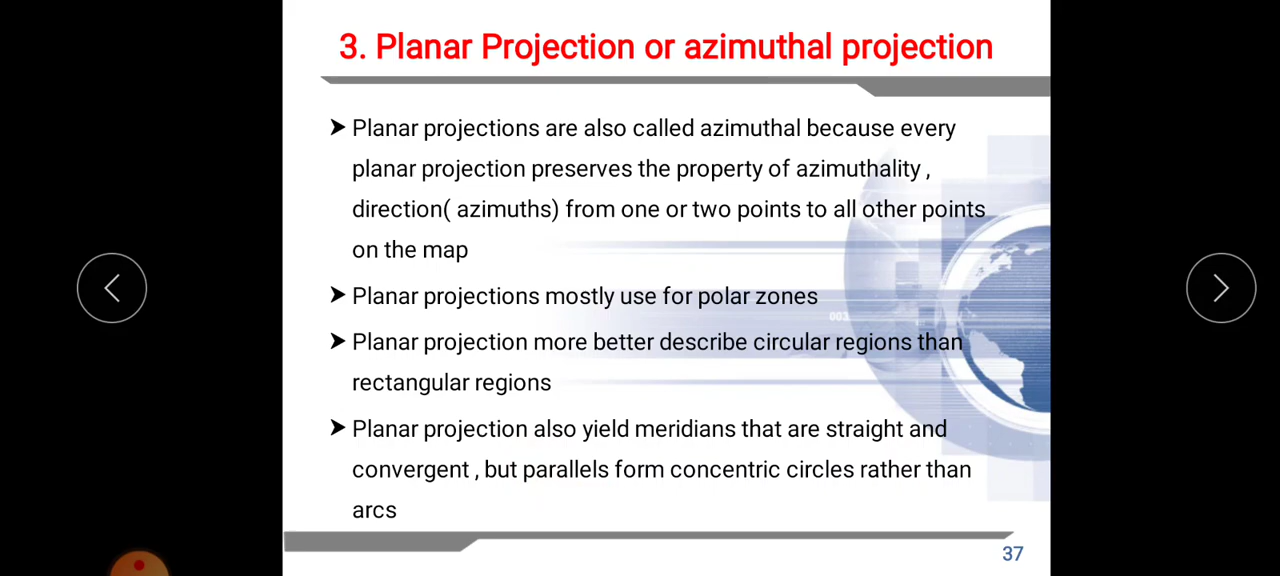 3. Planar Projection or azimuthal projection
➤ Planar projections are also called azimuthal because every
planar projection preserves the property of azimuthality ,
direction( azimuths) from one or two points to all other points
on the map
➤ Planar projections mostly use for polar zones
003
➤ Planar projection more better describe circular regions than
rectangular regions
➤ Planar projection also yield meridians that are straight and
convergent , but parallels form concentric circles rather than
arcs
37